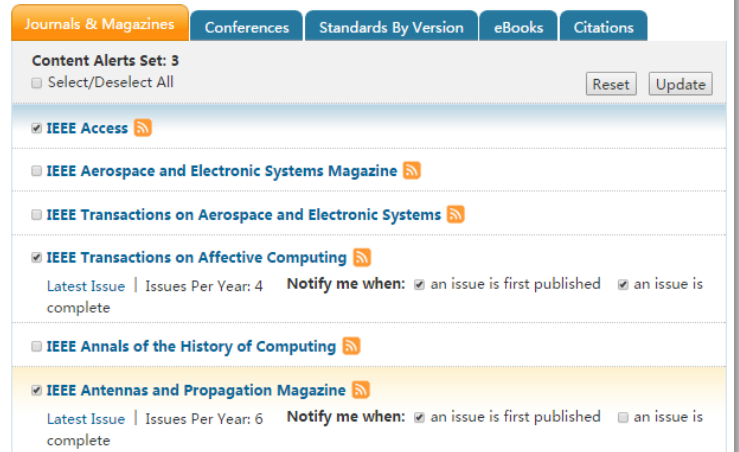 Journals & Magazines Conferences Standards By Version eBooks Citations
Content Alerts Set: 3
Select/Deselect All
Reset Update
IEEE Access
IEEE Aerospace and Electronic Systems Magazine
IEEE Transactions on Aerospace and Electronic Systems
IEEE Transactions on Affective Computing
Latest Issue | Issues Per Year: 4 Notify me when: an issue is first published an issue is
complete
IEEE Annals of the History of Computing
IEEE Antennas and Propagation Magazine
Latest Issue | Issues Per Year: 6 Notify me when: an issue is first published an issue is
complete